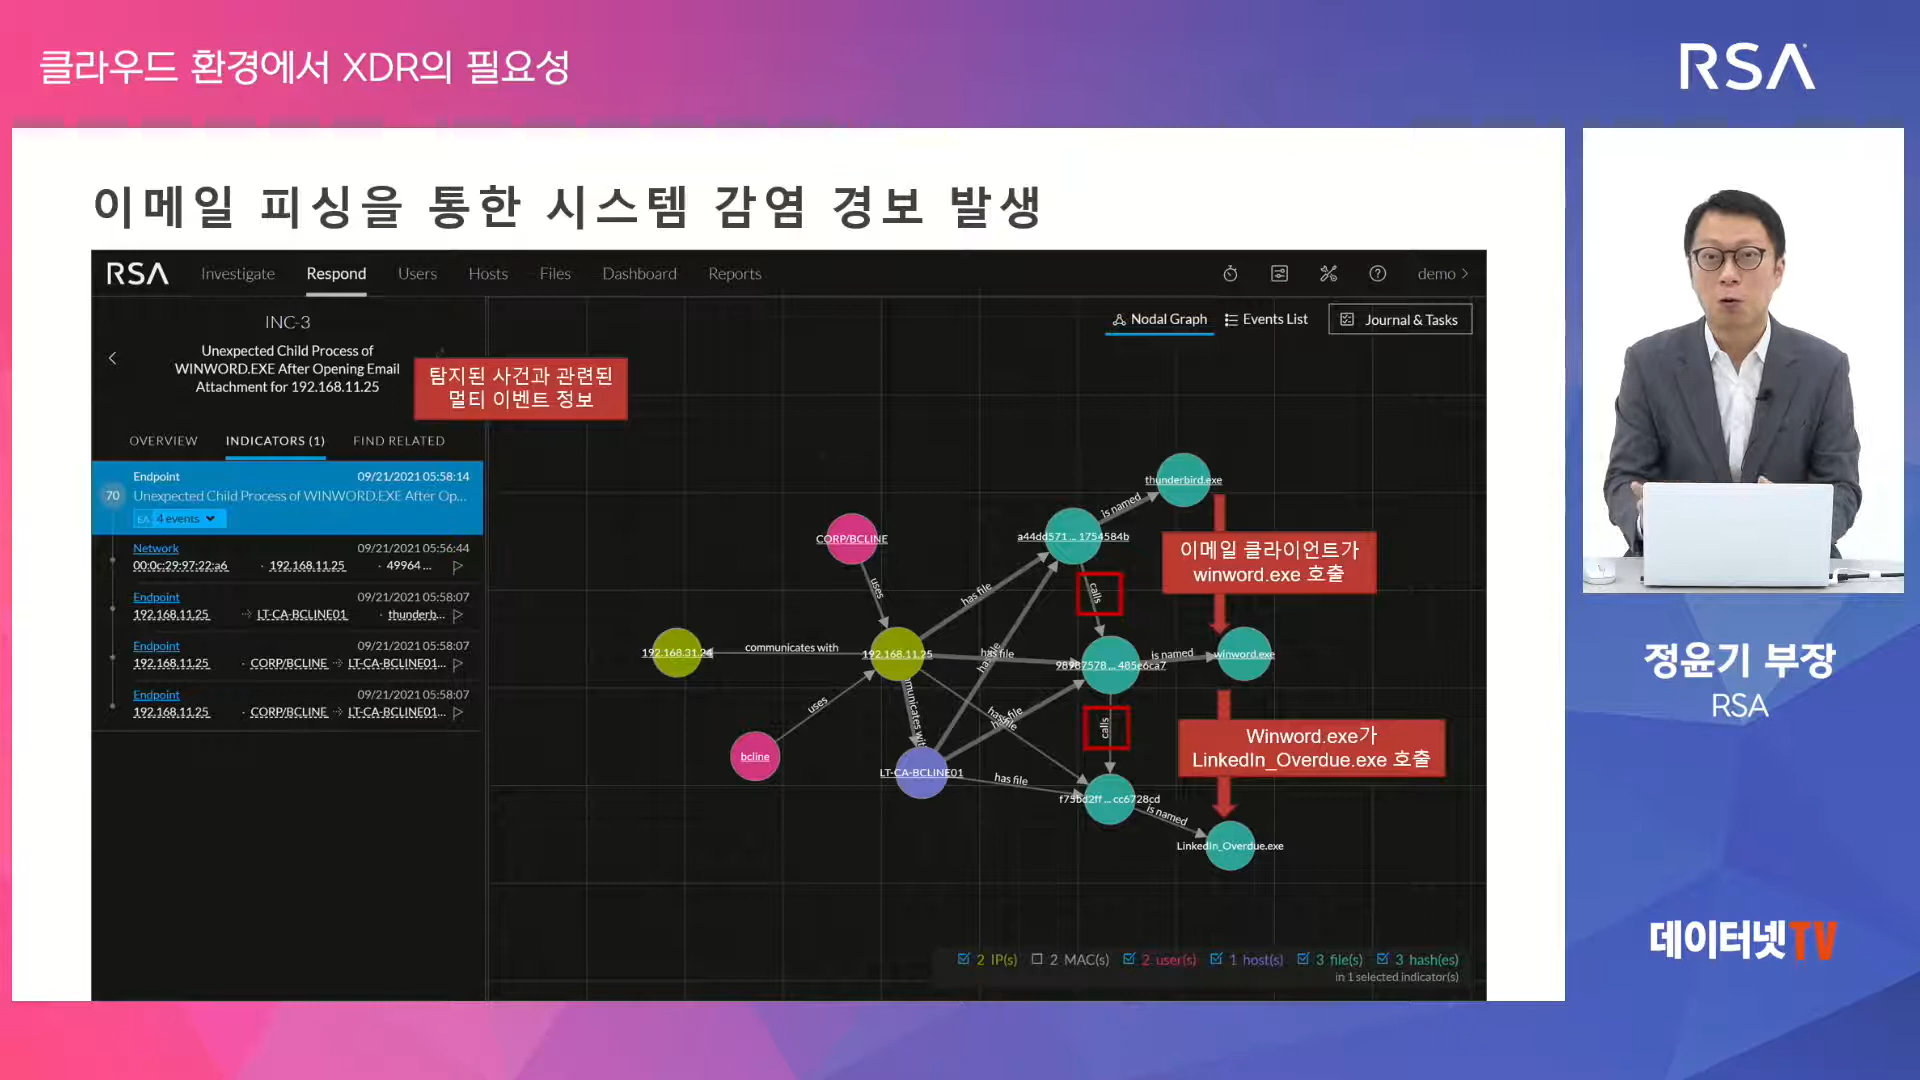 클라우드 환경에서 XDR의 필요성
RSA
이메일 피싱을 통한 시스템 감염 경보 발생
RSA Investigate Respond Users Hosts Files Dashboard Reports demo
INC-3
Unexpected Child Process of
WINWORD.EXE After Opening Email
Attachment for 192.168.11.25
탐지된 사건과 관련된
멀티 이벤트 정보
Nodal Graph Events List Journal & Tasks
OVERVIEW INDICATORS (1) FIND RELATED
Endpoint 09/21/2021 05:58:14
70 Unexpected Child Process of WINWORD.EXE After Op...
EA 4 events
Network 09/21/2021 05:56:44
00:0c:29:97:22:a6 192.168.11.25 49964 ...
Endpoint 09/21/2021 05:58:07
192.168.11.25 LT-CA-BCLINE01 thunderb...
Endpoint 09/21/2021 05:58:07
192.168.11.25 CORP/BCLINE LT-CA-BCLINE01...
Endpoint 09/21/2021 05:58:07
192.168.11.25 CORP/BCLINE LT-CA-BCLINE01...
thunderbird.exe
is named
a44dd571 ... 1754584b
CORP/BCLINE
이메일 클라이언트가
winword.exe 호출
uses
has file
calls
192.168.31.24
communicates with
192.168.11.25
has file
has file
98987578 ... 485e6ca7
is named
winword.exe
uses
has file
has file
calls
Winword.exe가
LinkedIn_Overdue.exe 호출
bcline
LT-CA-BCLINE01
has file
f75bd2ff ... cc6728cd
is named
LinkedIn_Overdue.exe
2 IP(s) 2 MAC(s) 2 user(s) 1 host(s) 3 file(s) 3 hash(es)
in 1 selected indicator(s)
정윤기 부장
RSA
데이터넷TV